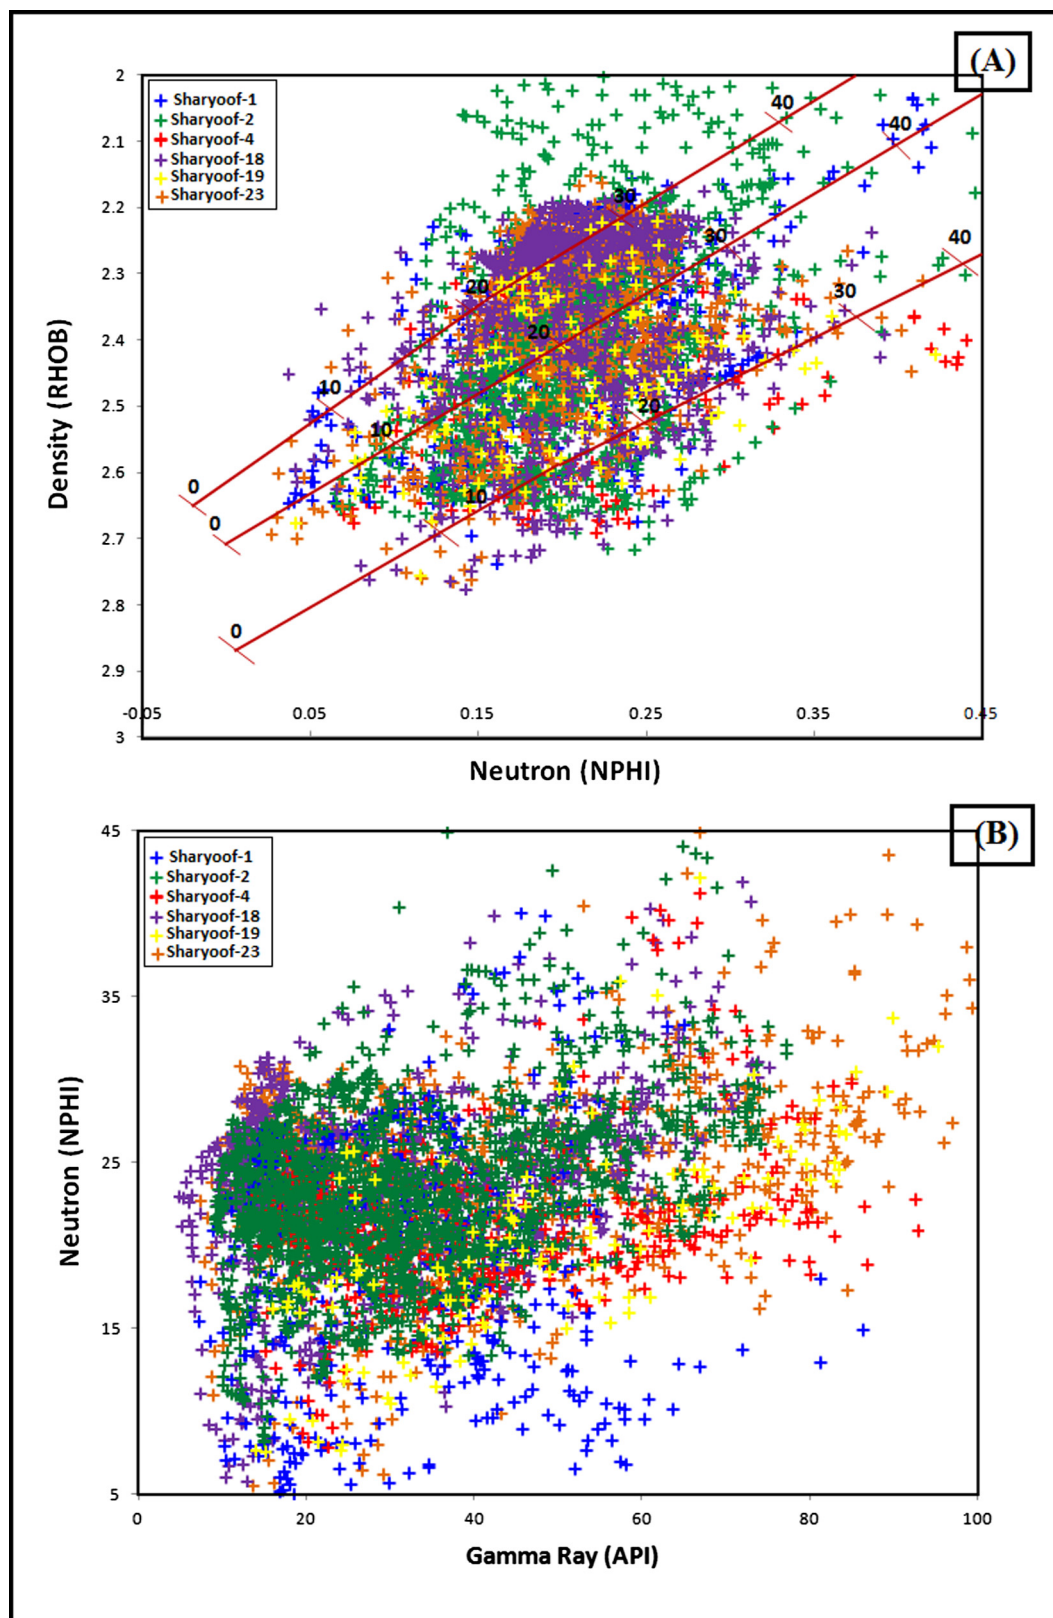 (A)
Sharyoof-1
Sharyoof-2
Sharyoof-4
Sharyoof-18
Sharyoof-19
Sharyoof-23
2
2.1
2.2
2.3
2.4
2.5
2.6
2.7
2.8
2.9
3
Density (RHOB)
40
40
30
30
40
20
30
20
10
20
10
10
0
0
0
-0.05 0.05 0.15 0.25 0.35 0.45
Neutron (NPHI)
(B)
Sharyoof-1
Sharyoof-2
Sharyoof-4
Sharyoof-18
Sharyoof-19
Sharyoof-23
45
35
25
15
5
Neutron (NPHI)
0 20 40 60 80 100
Gamma Ray (API)